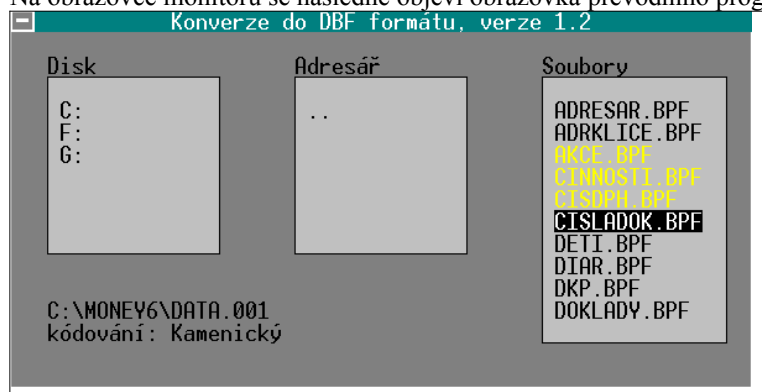 Na obrazovce monitoru se následně objeví obrazovka převodního prog
Konverze do DBF formátu, verze 1.2
Disk
C:
F:
G:
Adresář
..
Soubory
ADRESAR.BPF
ADRKLICE.BPF
AKCE.BPF
CINNOSTI.BPF
CISDPH.BPF
CISLADOK.BPF
DETI.BPF
DIAR.BPF
DKP.BPF
DOKLADY.BPF
C:\MONEY6\DATA.001
kódování: Kamenický